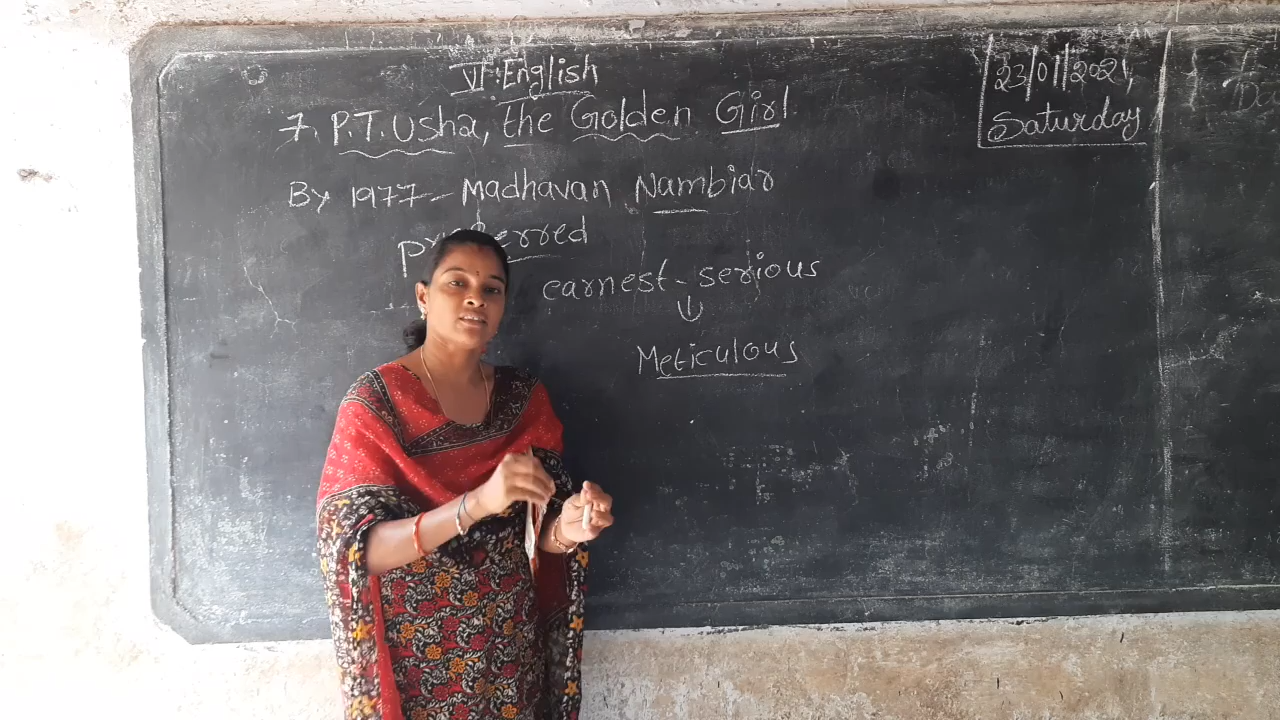 VI English
23/01/2021,
Saturday
7. P.T. Usha, the Golden Girl.
By 1977 - Madhavan Nambiar
earnest - serious
Meticulous